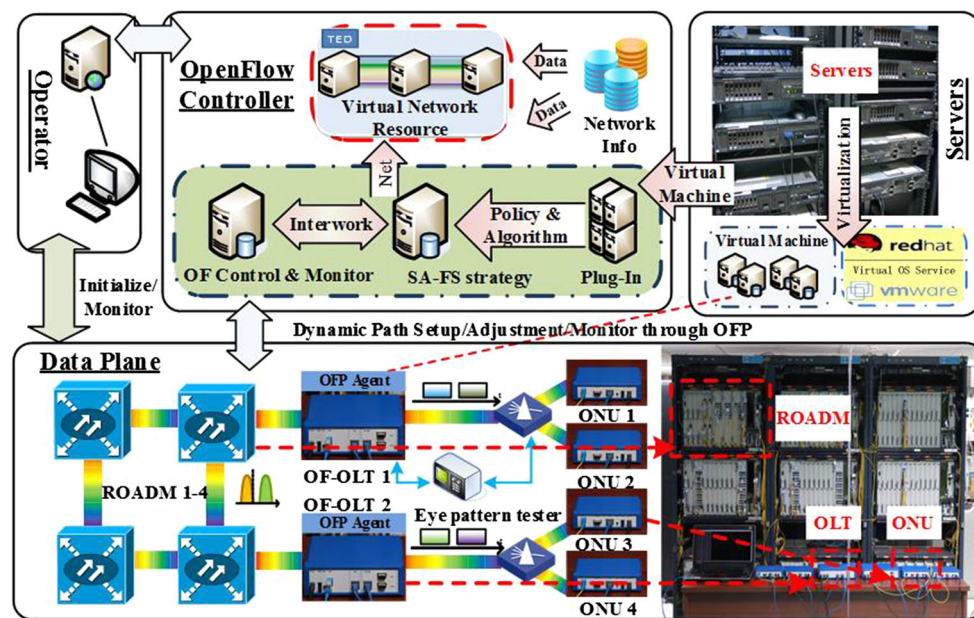 Operator
OpenFlow
Controller
TED
Virtual Network
Resource
Data
Data
Network
Info
Servers
Servers
Virtualization
Virtual
Machine
Net
Interwork
Policy &
Algorithm
OF Control & Monitor
SA-FS strategy
Plug-In
Virtual Machine
redhat
Virtual OS Service
vmware
Initialize/
Monitor
Dynamic Path Setup/Adjustment/Monitor through OFP
Data Plane
OFP Agent
t
ONU 1
ROADM
OF-OLT 1
ONU 2
ROADM 1-4
OF-OLT 2
OFP Agent
Eye pattern tester
ONU 3
OLT
ONU
ONU 4